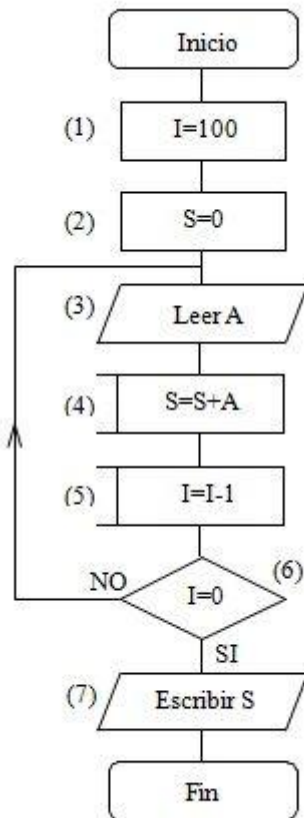 Inicio
(1) I=100
(2) S=0
(3) Leer A
(4) S=S+A
(5) I=I-1
(6)
NO I=0
SI
(7) Escribir S
Fin